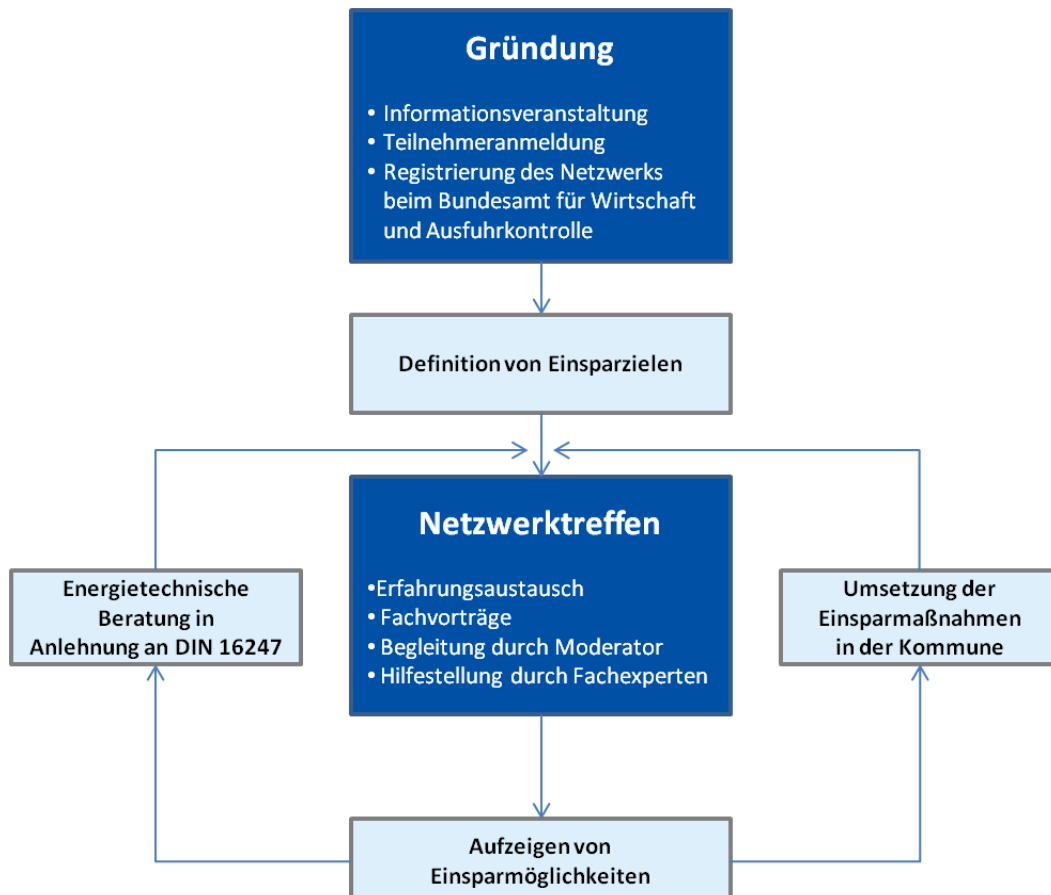 Gründung
• Informationsveranstaltung
• Teilnehmeranmeldung
• Registrierung des Netzwerks
beim Bundesamt für Wirtschaft
und Ausfuhrkontrolle
Definition von Einsparzielen
Netzwerktreffen
•Erfahrungsaustausch
• Fachvorträge
• Begleitung durch Moderator
• Hilfestellung durch Fachexperten
Energietechnische
Beratung in
Anlehnung an DIN 16247
Umsetzung der
Einsparmaßnahmen
in der Kommune
Aufzeigen von
Einsparmöglichkeiten